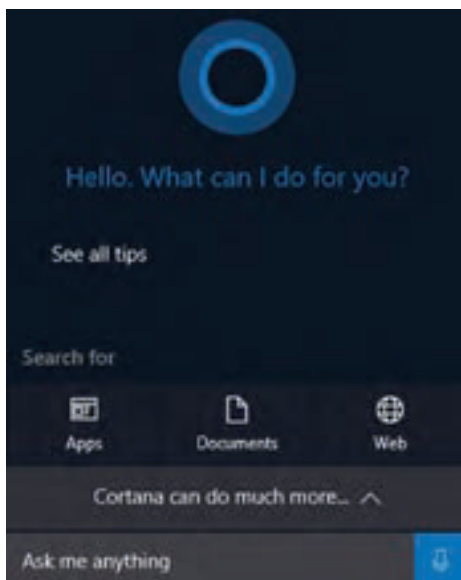 Hello. What can I do for you?
See all tips
Search for
Apps Documents Web
Cortana can do much more...
Ask me anything